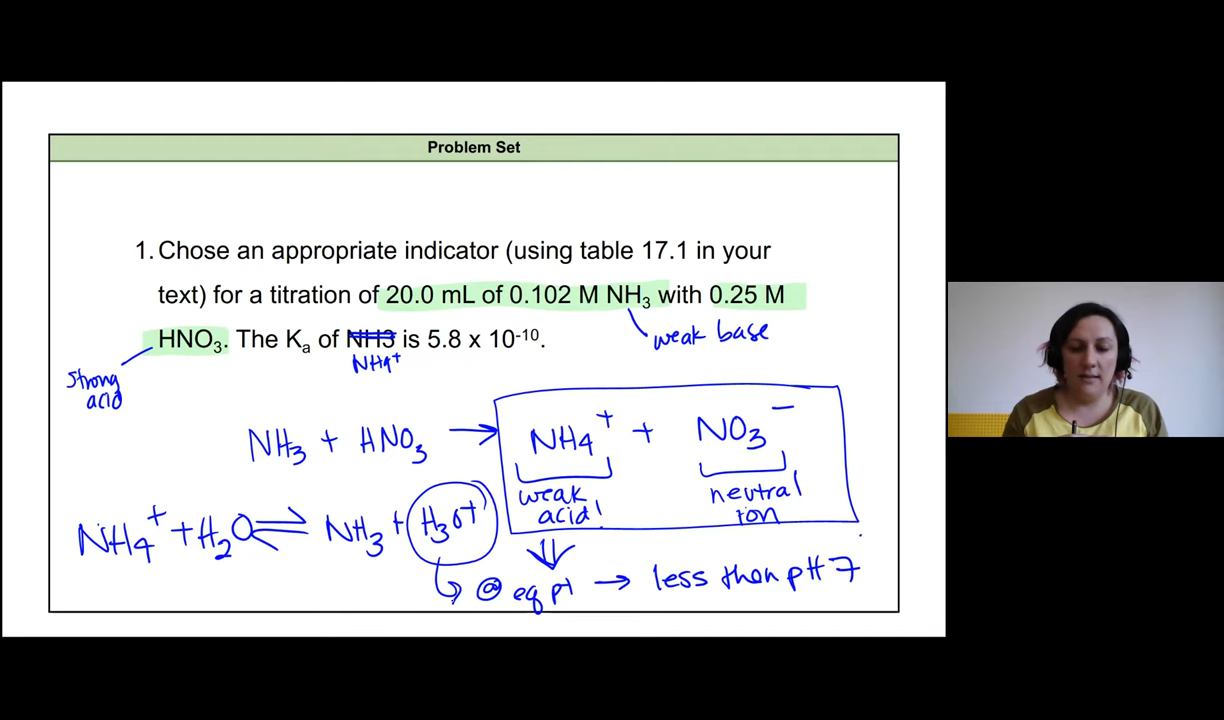 Problem Set
1. Chose an appropriate indicator (using table 17.1 in your
text) for a titration of 20.0 mL of 0.102 M NH₃ with 0.25 M
HNO₃. The Kₐ of NH3 is 5.8 x 10⁻¹⁰.
weak base
NH4⁺
strong
acid
NH₃ + HNO₃ → NH4⁺ + NO₃⁻
weak
acid!
neutral
ion
NH4⁺ + H₂O ⇌ NH₃ + H₃O⁺
@ eq pt → less then pH 7